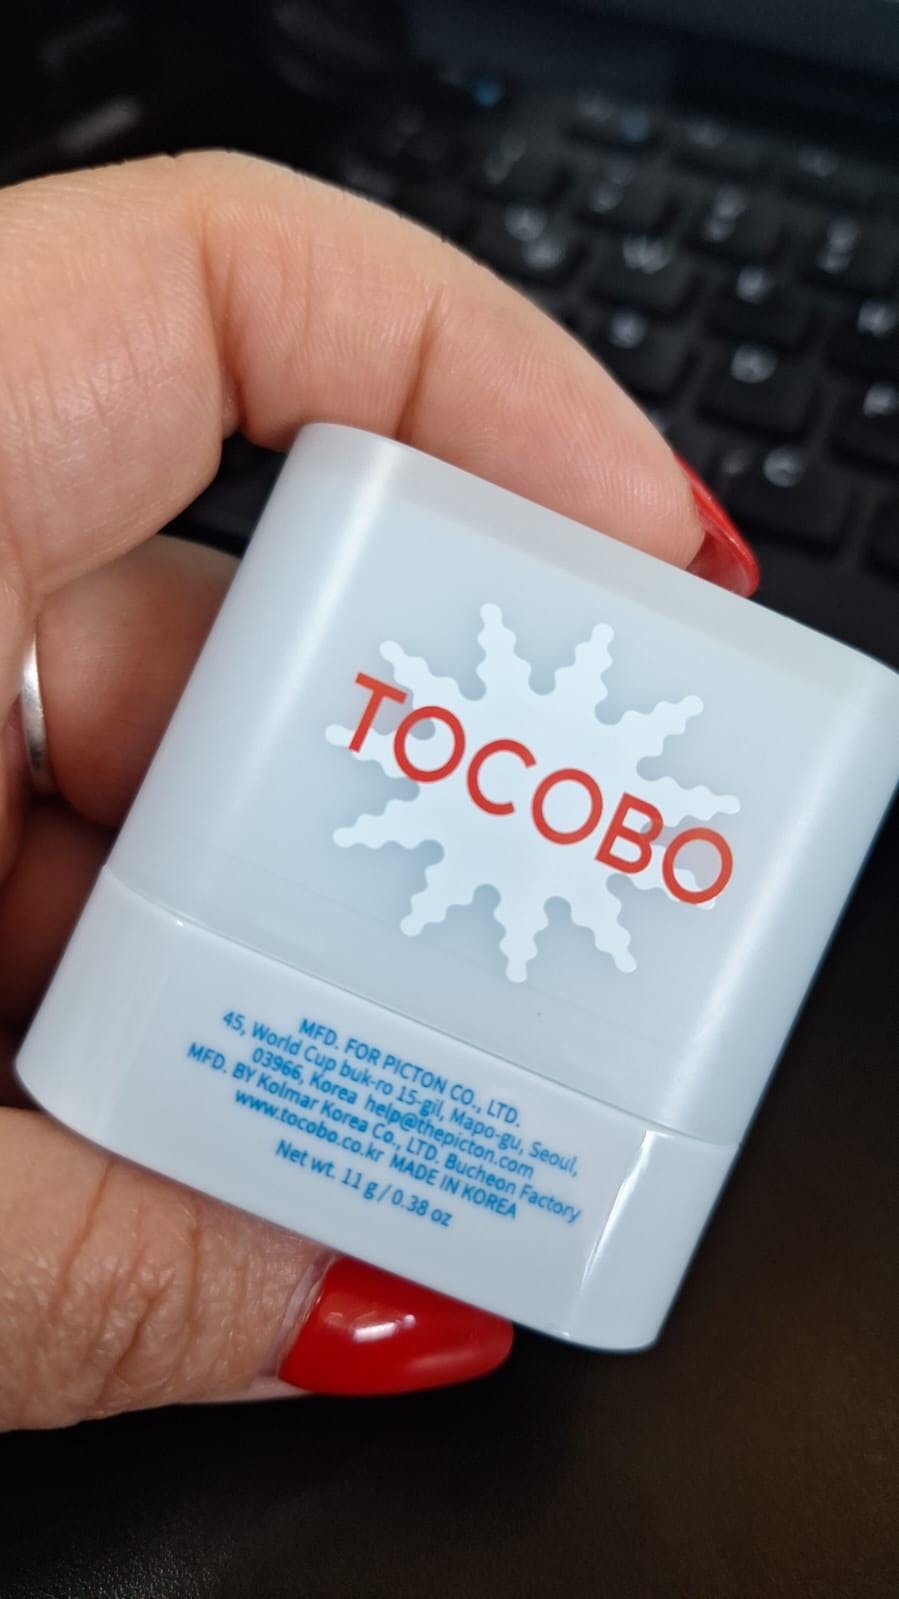 TOCOBO
MFD. FOR PICTON CO., LTD.
45, World Cup buk-ro 15-gil, Mapo-gu, Seoul,
03966, Korea help@thepicton.com
MFD. BY Kolmar Korea Co., LTD. Bucheon Factory
www.tocobo.co.kr MADE IN KOREA
Net wt. 11 g / 0.38 oz